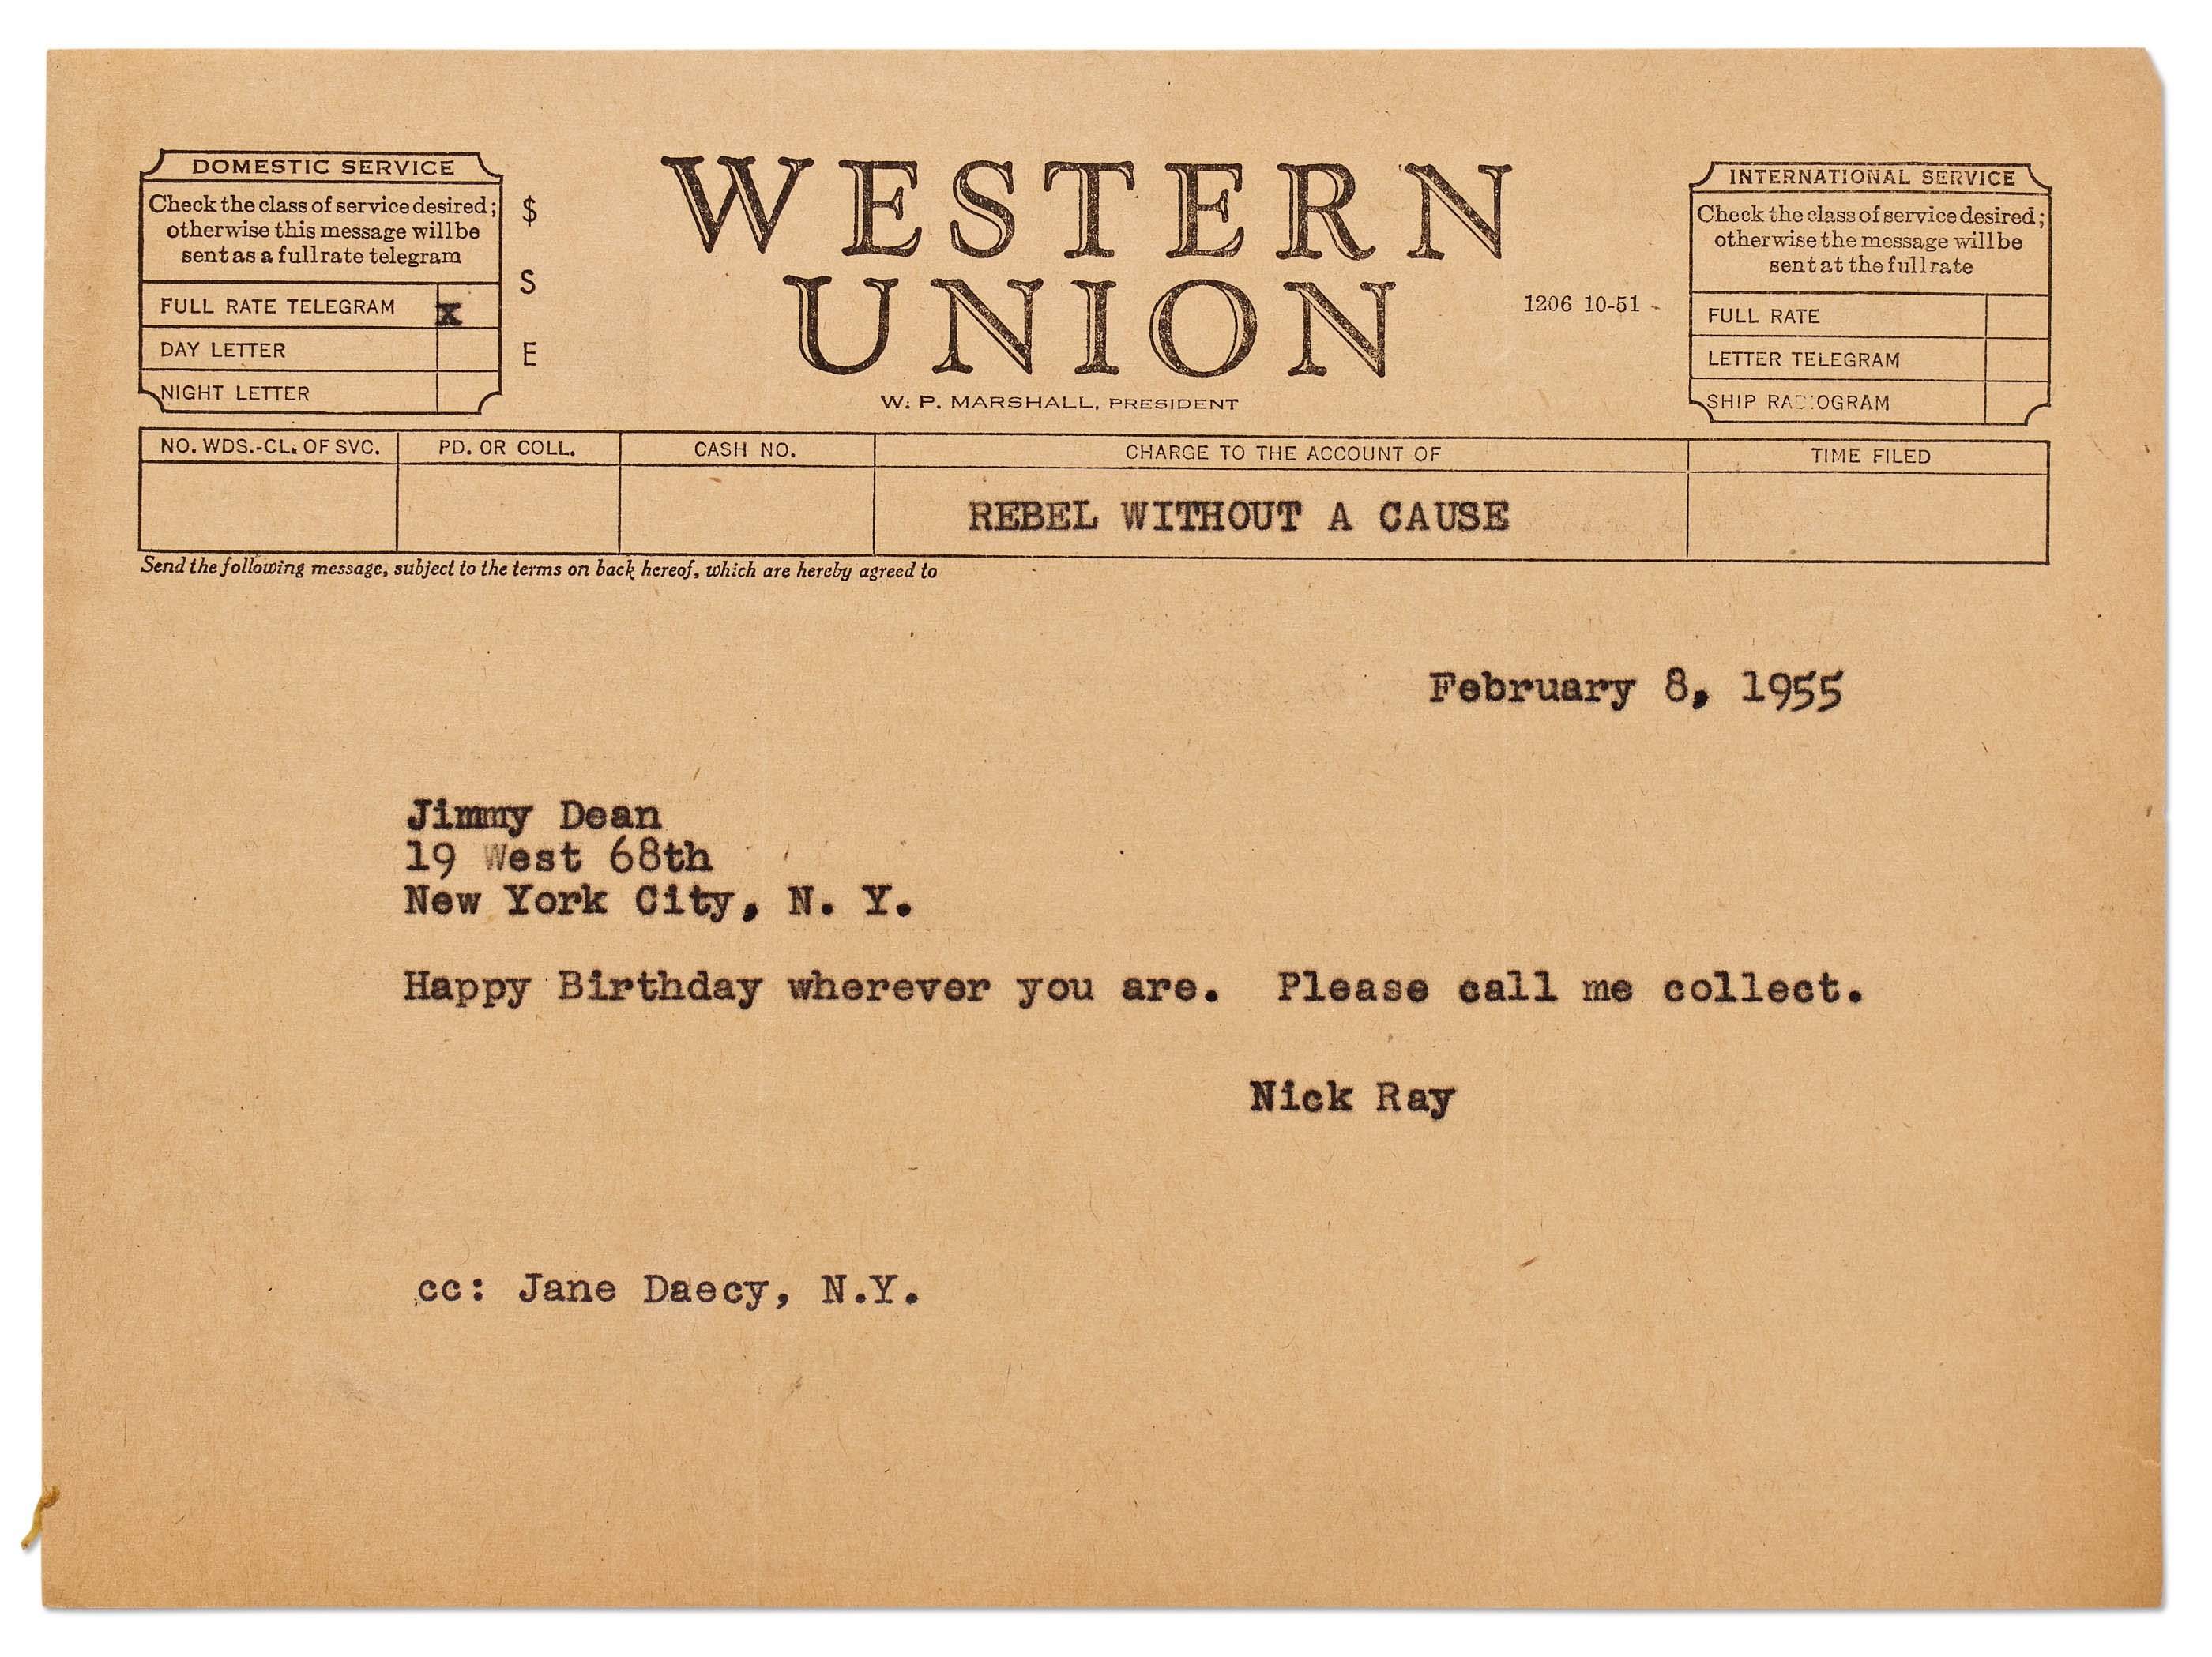 DOMESTIC SERVICE
Check the class of service desired;
otherwise this message will be
sent as a full rate telegram
FULL RATE TELEGRAM x
DAY LETTER
NIGHT LETTER
$
S
E
WESTERN
UNION
W. P. MARSHALL, PRESIDENT
1206 10-51
INTERNATIONAL SERVICE
Check the class of service desired;
otherwise the message will be
sent at the full rate
FULL RATE
LETTER TELEGRAM
SHIP RADIOGRAM
NO. WDS.-CL. OF SVC. PD. OR COLL. CASH NO. CHARGE TO THE ACCOUNT OF TIME FILED
REBEL WITHOUT A CAUSE
Send the following message, subject to the terms on back hereof, which are hereby agreed to
February 8, 1955
Jimmy Dean
19 West 68th
New York City, N. Y.
Happy Birthday wherever you are. Please call me collect.
Nick Ray
cc: Jane Daecy, N.Y.